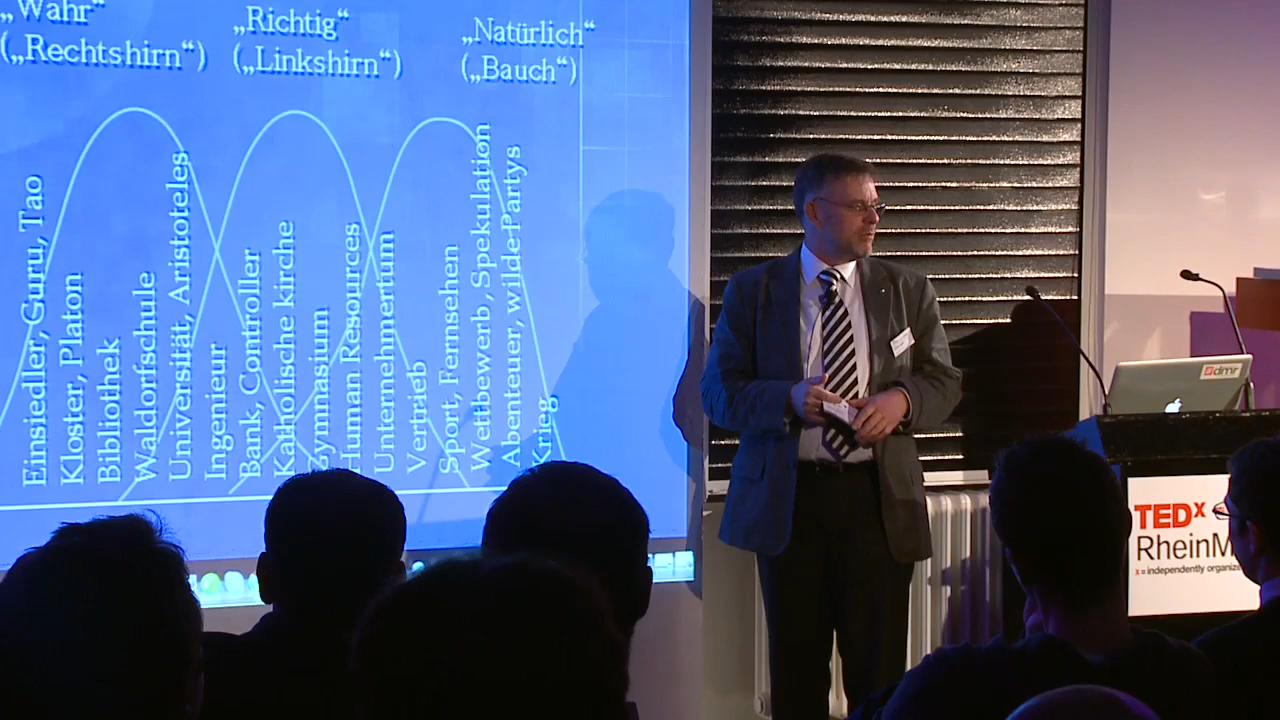 „Wahr“
(„Rechtshirn“)
„Richtig“
(„Linkshirn“)
„Natürlich“
(„Bauch“)
Einsiedler, Guru, Tao
Kloster, Platon
Bibliothek
Waldorfschule
Universität, Aristoteles
Ingenieur
Bank, Controller
Katholische kirche
Gymnasium
Human Resources
Unternehmertum
Vertrieb
Sport, Fernsehen
Wettbewerb, Spekulation
Abenteuer, wilde Partys
Krieg
dmr
TEDx
RheinM
x = independently organize